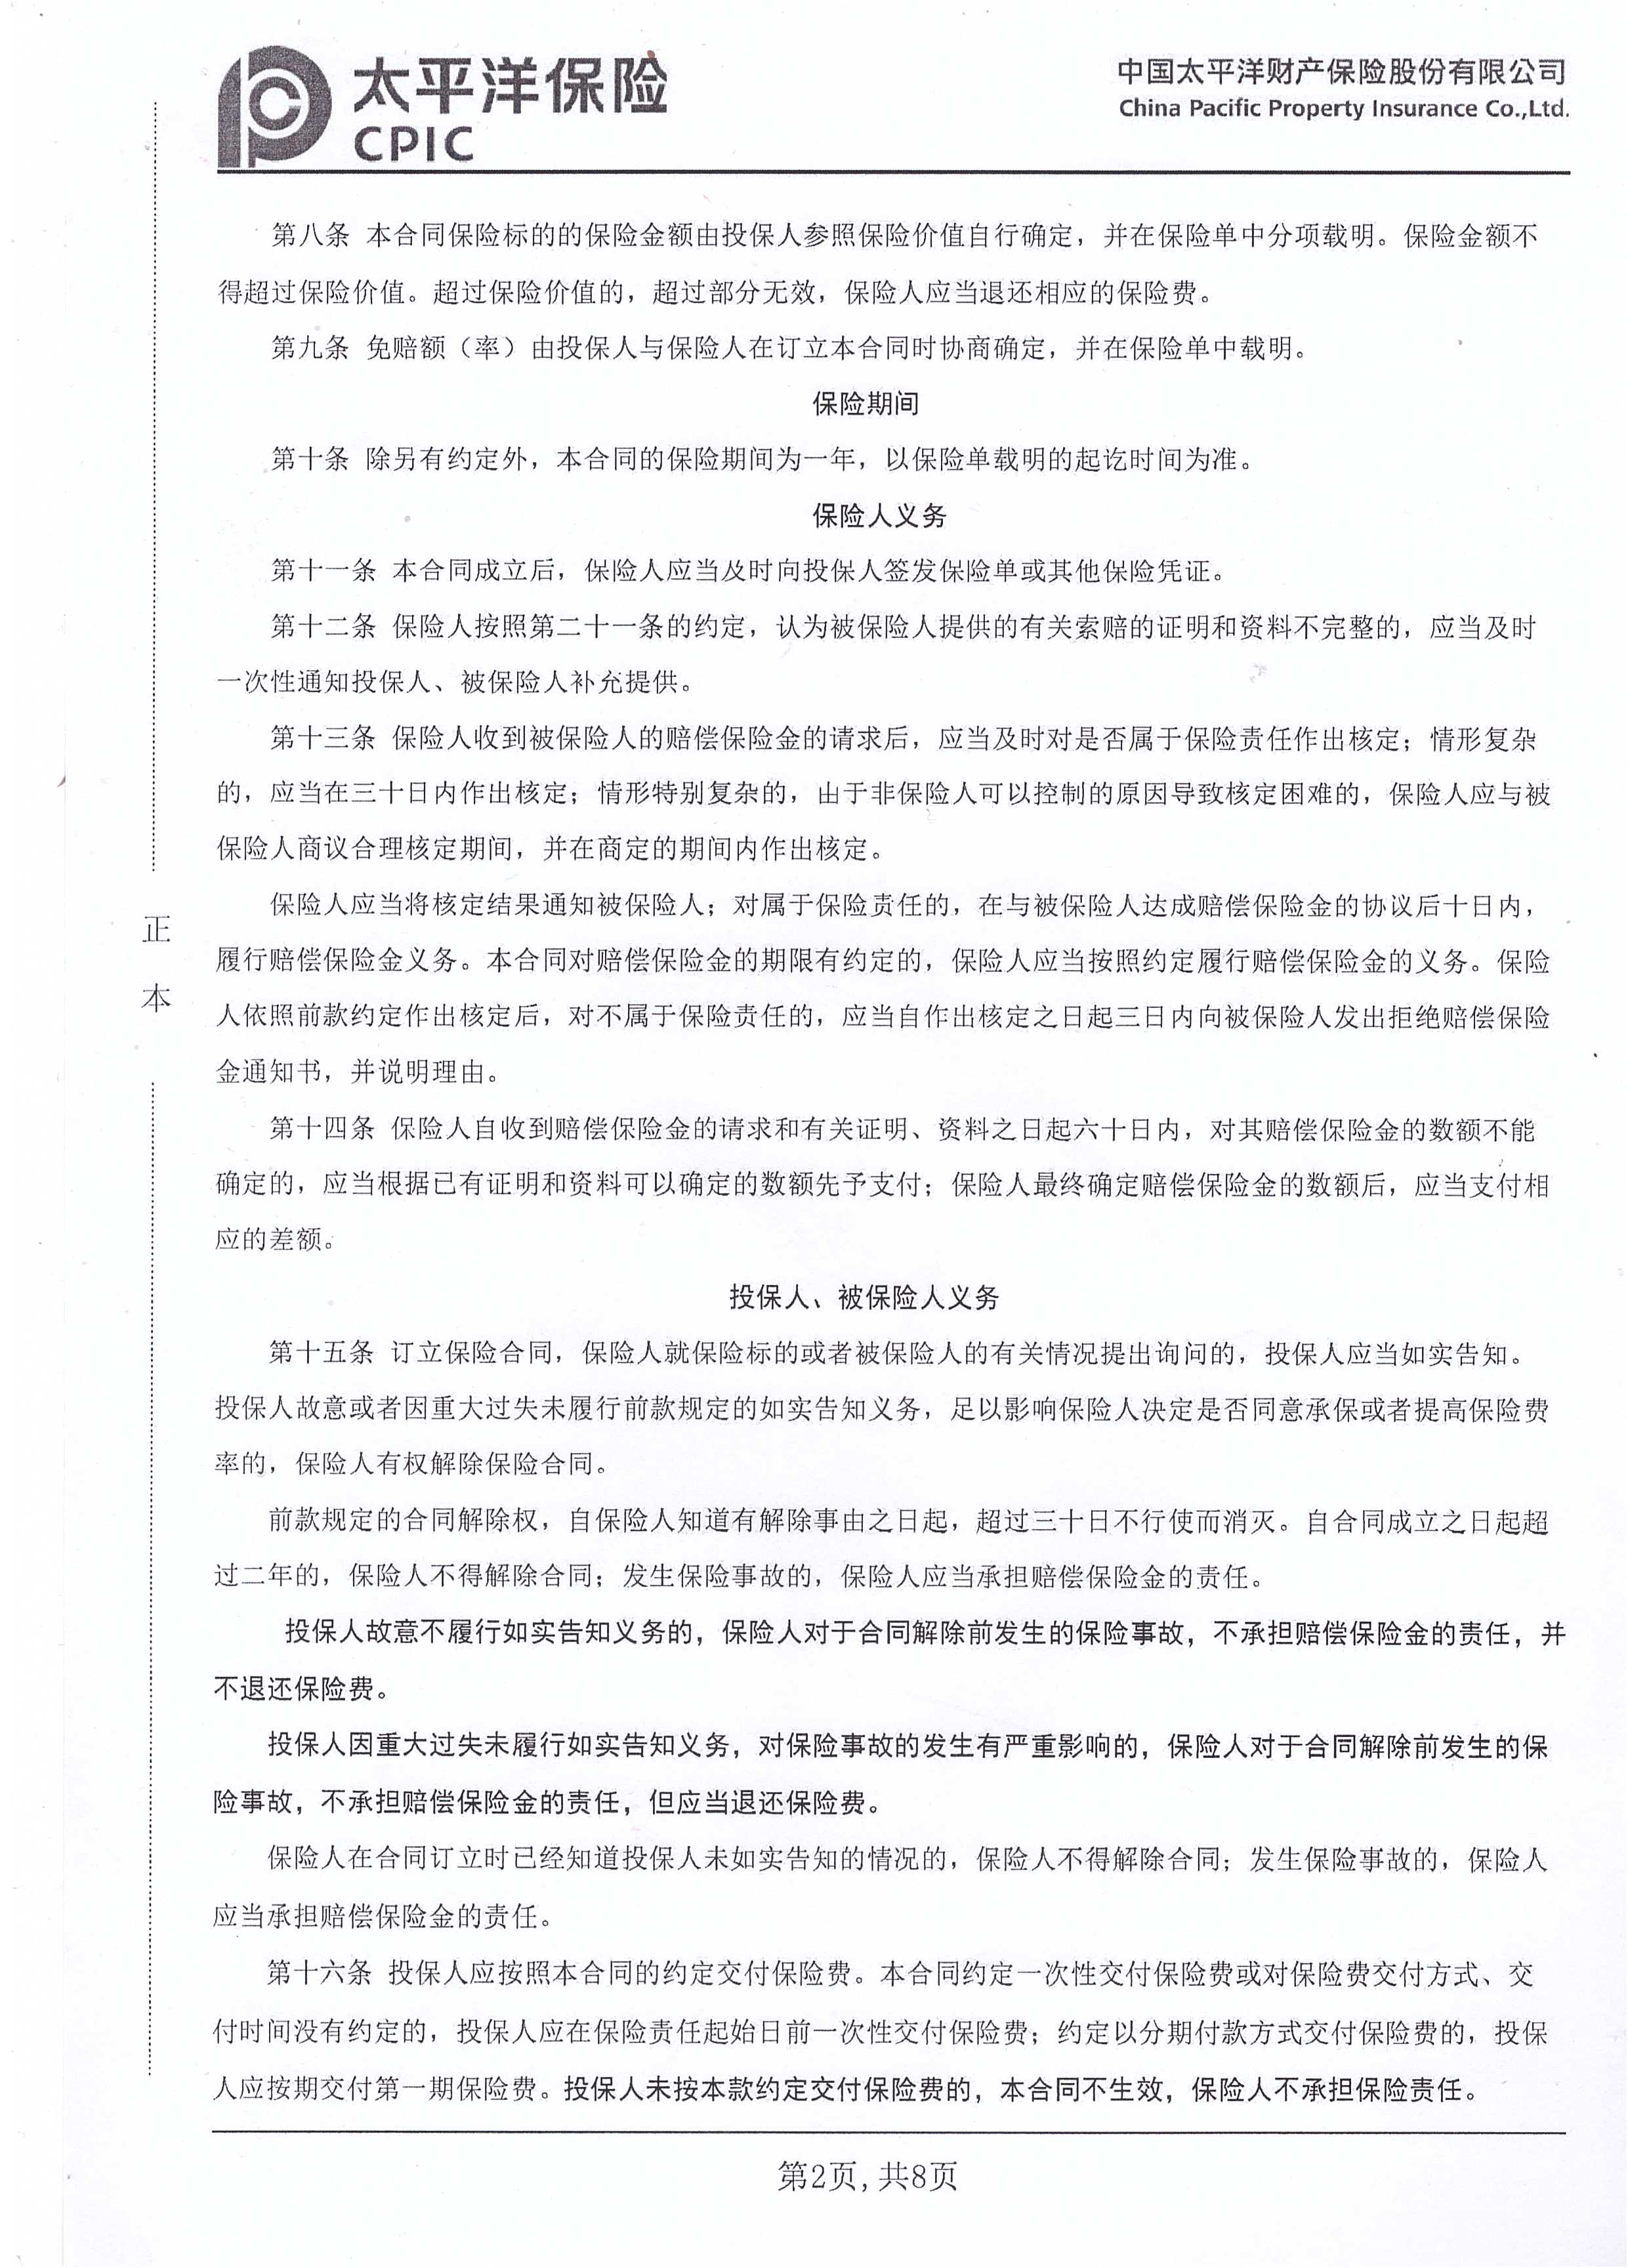 太平洋保险
CPIC
中国太平洋财产保险股份有限公司
China Pacific Property Insurance Co.,Ltd.
第八条 本合同保险标的的保险金额由投保人参照保险价值自行确定，并在保险单中分项载明。保险金额不
得超过保险价值。超过保险价值的，超过部分无效，保险人应当退还相应的保险费。
第九条 免赔额（率）由投保人与保险人在订立本合同时协商确定，并在保险单中载明。
保险期间
第十条 除另有约定外，本合同的保险期间为一年，以保险单载明的起讫时间为准。
保险人义务
第十一条 本合同成立后，保险人应当及时向投保人签发保险单或其他保险凭证。
第十二条 保险人按照第二十一条的约定，认为被保险人提供的有关索赔的证明和资料不完整的，应当及时
一次性通知投保人、被保险人补充提供。
第十三条 保险人收到被保险人的赔偿保险金的请求后，应当及时对是否属于保险责任作出核定；情形复杂
的，应当在三十日内作出核定；情形特别复杂的，由于非保险人可以控制的原因导致核定困难的，保险人应与被
保险人商议合理核定期间，并在商定的期间内作出核定。
保险人应当将核定结果通知被保险人；对属于保险责任的，在与被保险人达成赔偿保险金的协议后十日内，
履行赔偿保险金义务。本合同对赔偿保险金的期限有约定的，保险人应当按照约定履行赔偿保险金的义务。保险
人依照前款约定作出核定后，对不属于保险责任的，应当自作出核定之日起三日内向被保险人发出拒绝赔偿保险
金通知书，并说明理由。
第十四条 保险人自收到赔偿保险金的请求和有关证明、资料之日起六十日内，对其赔偿保险金的数额不能
确定的，应当根据已有证明和资料可以确定的数额先予支付；保险人最终确定赔偿保险金的数额后，应当支付相
应的差额。
投保人、被保险人义务
第十五条 订立保险合同，保险人就保险标的或者被保险人的有关情况提出询问的，投保人应当如实告知。
投保人故意或者因重大过失未履行前款规定的如实告知义务，足以影响保险人决定是否同意承保或者提高保险费
率的，保险人有权解除保险合同。
前款规定的合同解除权，自保险人知道有解除事由之日起，超过三十日不行使而消灭。自合同成立之日起超
过二年的，保险人不得解除合同；发生保险事故的，保险人应当承担赔偿保险金的责任。
投保人故意不履行如实告知义务的，保险人对于合同解除前发生的保险事故，不承担赔偿保险金的责任，并
不退还保险费。
投保人因重大过失未履行如实告知义务，对保险事故的发生有严重影响的，保险人对于合同解除前发生的保
险事故，不承担赔偿保险金的责任，但应当退还保险费。
保险人在合同订立时已经知道投保人未如实告知的情况的，保险人不得解除合同；发生保险事故的，保险人
应当承担赔偿保险金的责任。
第十六条 投保人应按照本合同的约定交付保险费。本合同约定一次性交付保险费或对保险费交付方式、交
付时间没有约定的，投保人应在保险责任起始日前一次性交付保险费；约定以分期付款方式交付保险费的，投保
人应按期交付第一期保险费。投保人未按本款约定交付保险费的，本合同不生效，保险人不承担保险责任。
正
本
第2页,共8页